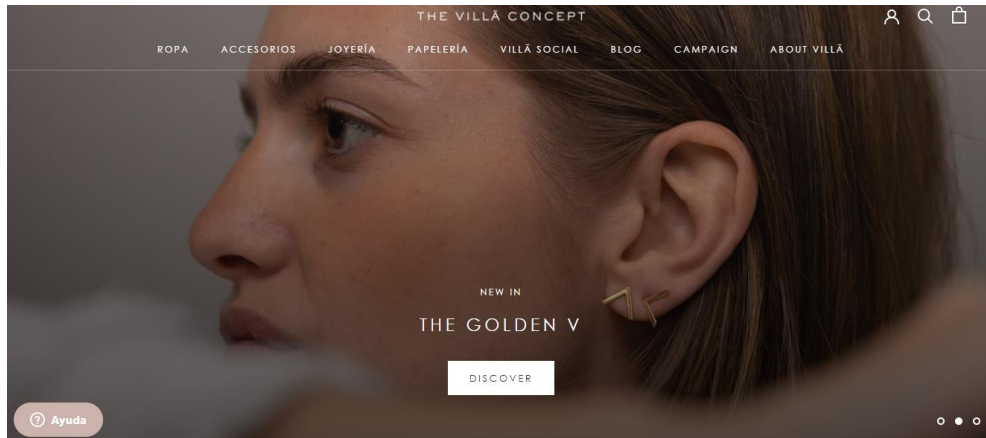 THE VILLĀ CONCEPT
ROPA ACCESORIOS JOYERÍA PAPELERÍA VILLĀ SOCIAL BLOG CAMPAIGN ABOUT VILLĀ
NEW IN
THE GOLDEN V
DISCOVER
? Ayuda